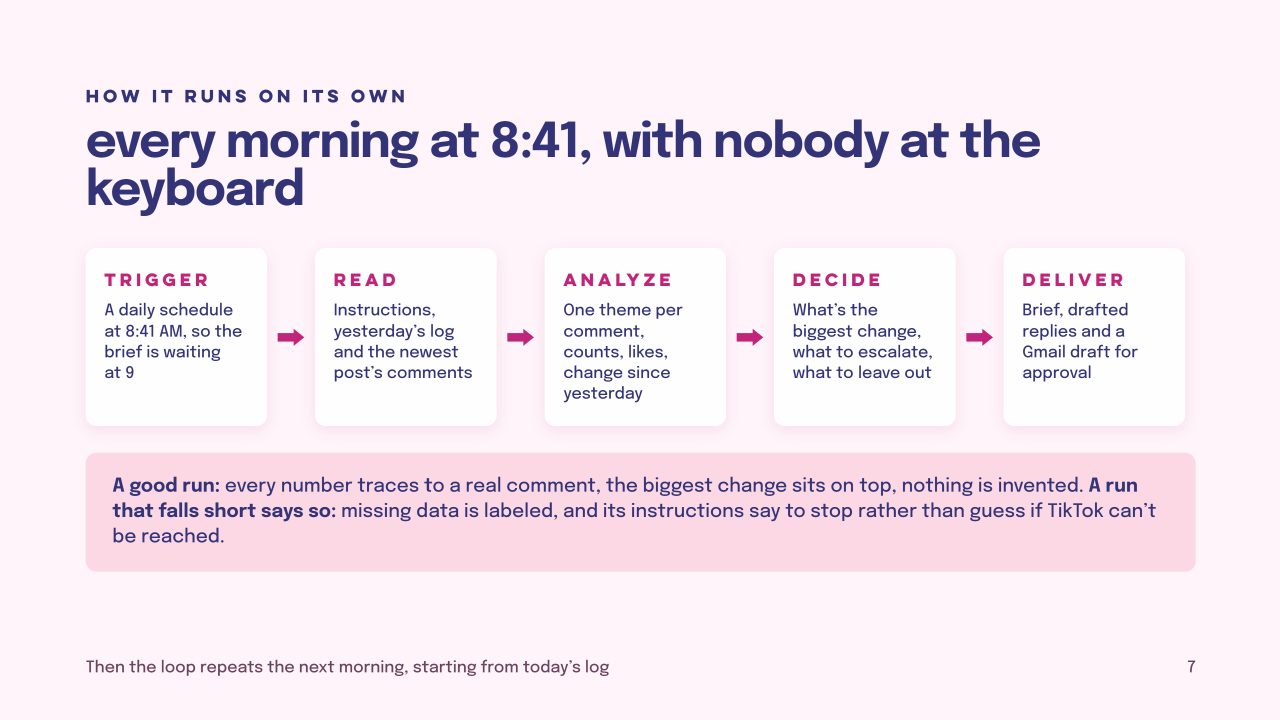 HOW IT RUNS ON ITS OWN
every morning at 8:41, with nobody at the
keyboard
TRIGGER
A daily schedule
at 8:41 AM, so the
brief is waiting
at 9
READ
Instructions,
yesterday’s log
and the newest
post’s comments
ANALYZE
One theme per
comment,
counts, likes,
change since
yesterday
DECIDE
What’s the
biggest change,
what to escalate,
what to leave out
DELIVER
Brief, drafted
replies and a
Gmail draft for
approval
A good run: every number traces to a real comment, the biggest change sits on top, nothing is invented. A run
that falls short says so: missing data is labeled, and its instructions say to stop rather than guess if TikTok can’t
be reached.
Then the loop repeats the next morning, starting from today’s log
7